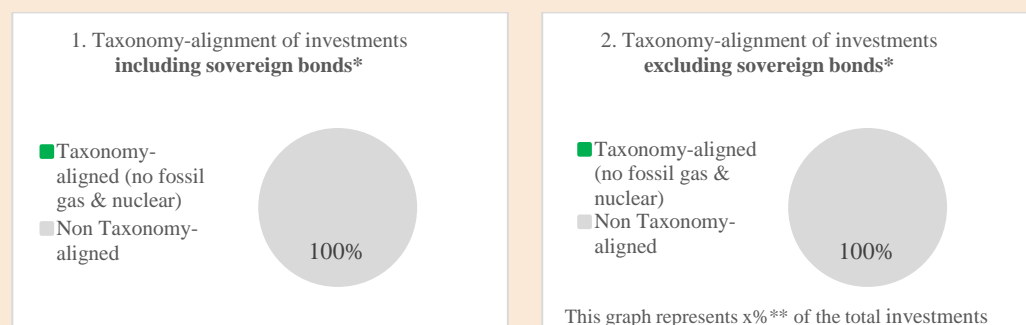 1. Taxonomy-alignment of investments
including sovereign bonds*
Taxonomy-
aligned (no fossil
gas & nuclear)
Non Taxonomy-
aligned
100%
2. Taxonomy-alignment of investments
excluding sovereign bonds*
Taxonomy-aligned
(no fossil gas &
nuclear)
Non Taxonomy-
aligned
100%
This graph represents x%** of the total investments